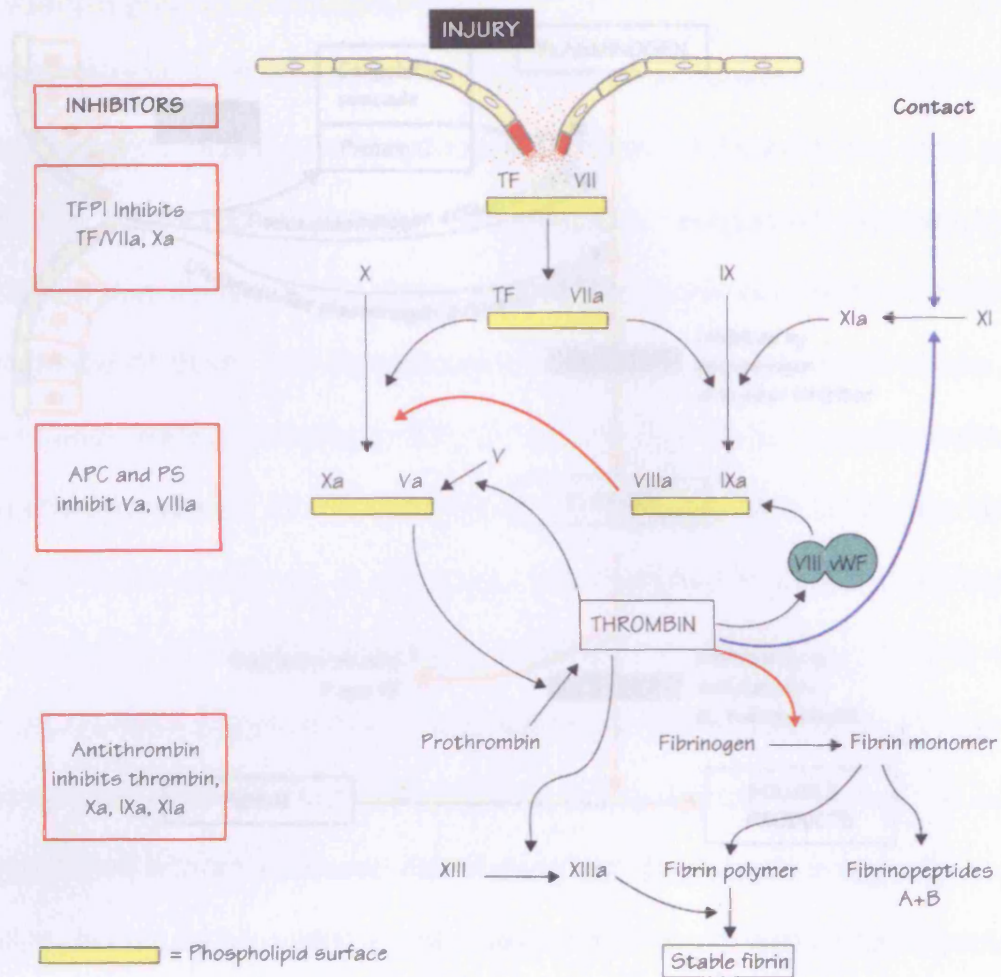 INJURY
INHIBITORS
Contact
TFPI Inhibits
TF/VIIa, Xa
TF VII
X
IX
TF VIIa
XIa
XI
APC and PS
inhibit Va, VIIIa
V
Xa Va
VIIIa IXa
VIII vWF
THROMBIN
Antithrombin
inhibits thrombin,
Xa, IXa, XIa
Prothrombin
Fibrinogen
Fibrin monomer
XIII
XIIIa
Fibrin polymer
Fibrinopeptides
A+B
= Phospholipid surface
Stable fibrin